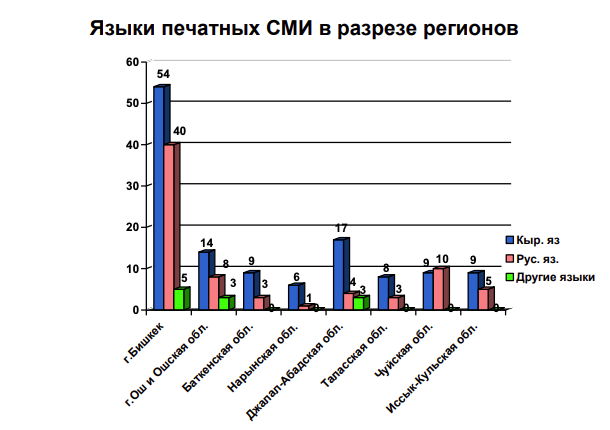 Языки печатных СМИ в разрезе регионов
60
50
40
30
20
10
0
54
40
5
14
8
3
9
3
0
6
1
0
17
4
3
8
3
0
9
10
0
9
5
0
г.Бишкек
г.Ош и Ошская обл.
Баткенская обл.
Нарынская обл.
Джалал-Абадская обл.
Таласская обл.
Чуйская обл.
Иссык-Кульская обл.
Кыр. яз
Рус. яз.
Другие языки